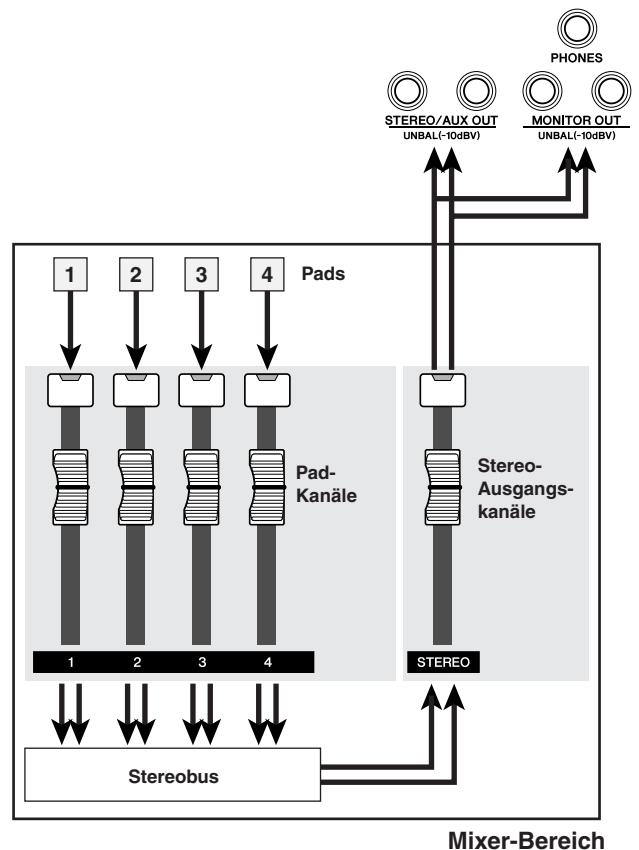 PHONES
STEREO/AUX OUT
UNBAL(-10dBV)
MONITOR OUT
UNBAL(-10dBV)
1 2 3 4 Pads
Pad-
Kanäle
Stereo-
Ausgangs-
kanäle
1 2 3 4
STEREO
Stereobus
Mixer-Bereich